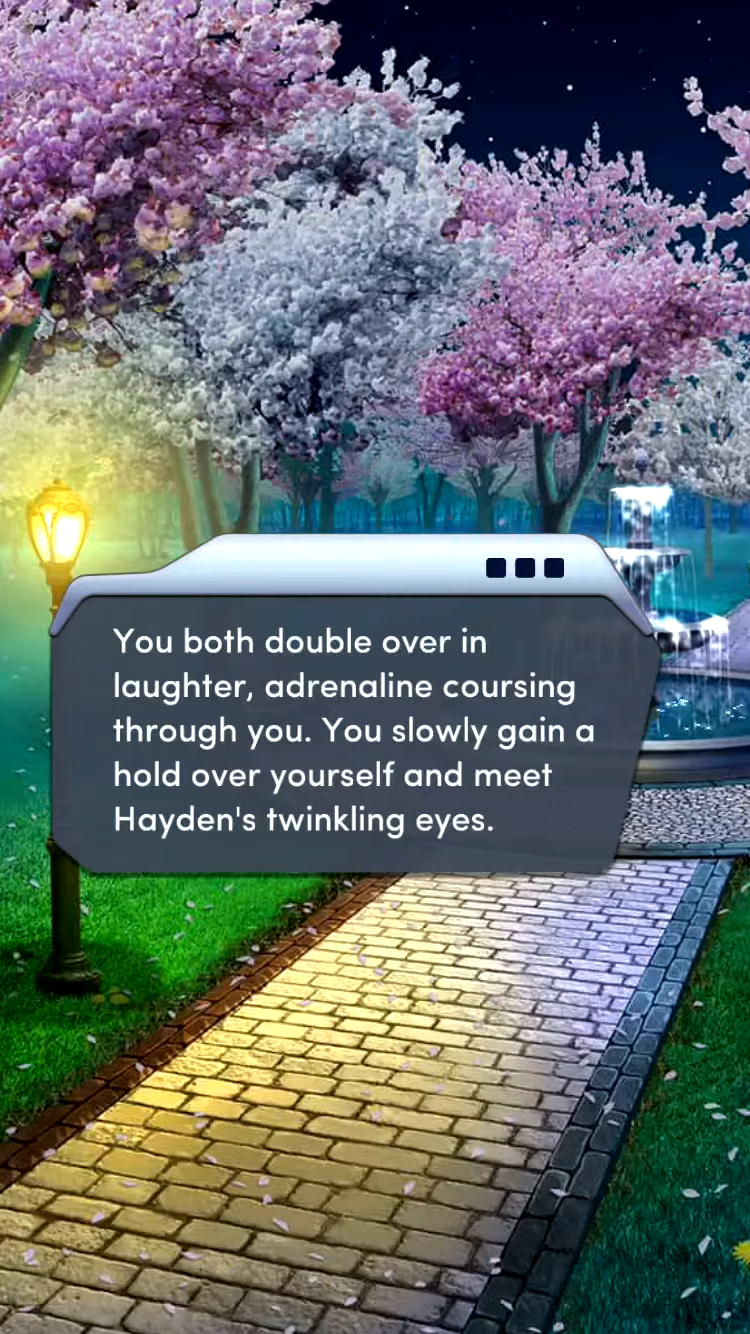 You both double over in
laughter, adrenaline coursing
through you. You slowly gain a
hold over yourself and meet
Hayden's twinkling eyes.